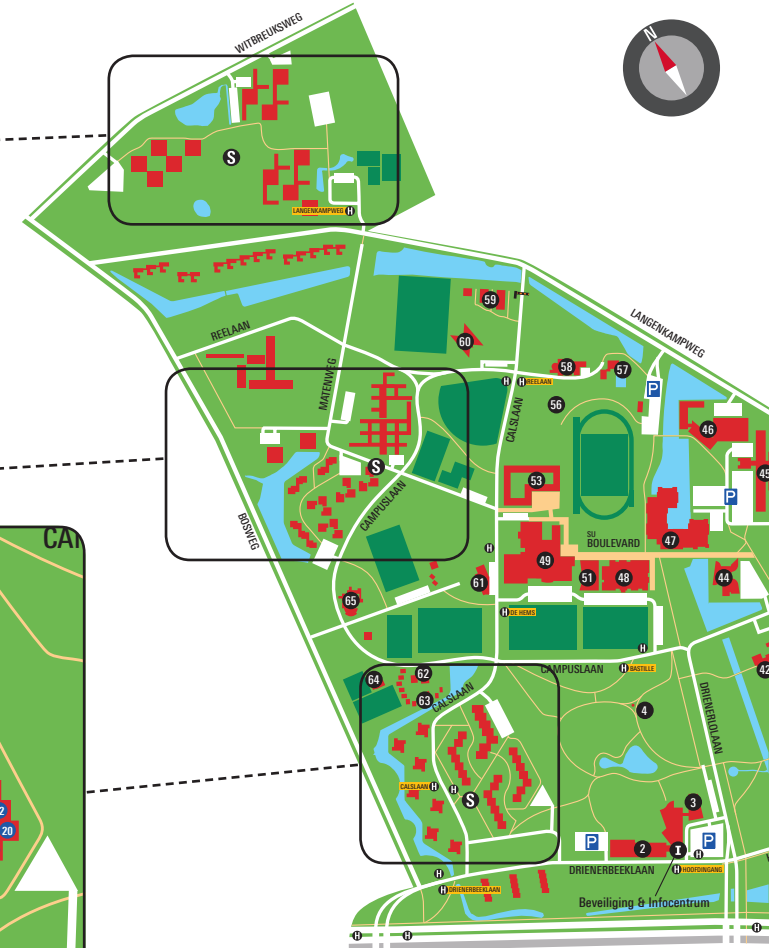 WITBREUKSWEG
N
S
LANGENKAMPWEG H
59
LANGENKAMPWEG
REELAAN
60
58
57
H H REELAAN
P
MATENWEG
56
CALSLAAN
46
S
53
45
CAMPUSLAAN
P
BOSWEG
CA
SU
BOULEVARD
47
H
49
51
48
44
61
65
H DE HEMS
H
CAMPUSLAAN
H BASTILLE
42
64
62
63
CALSLAAN
DRIENERLOLAAN
4
CALSLAAN H
H
S
3
2
20
P
2
I
P
H
DRIENERBEEKLAAN
H HOOFDINGANG
H
H DRIENERBEEKLAAN
Beveiliging & Infocentrum
H
H
H